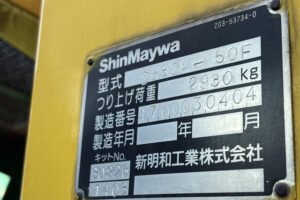 203-53734-0
ShinMaywa
型式 -50F
つり上げ荷重 2930 kg
製造番号 1700030404
製造年月 年 月
キットNo.
新明和工業株式会社